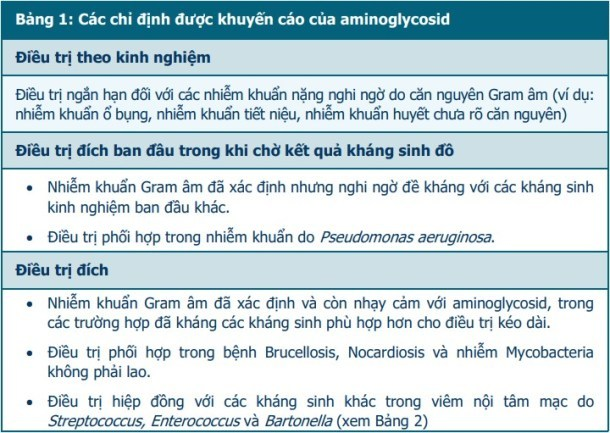 Bảng 1: Các chỉ định được khuyến cáo của aminoglycosid
Điều trị theo kinh nghiệm
Điều trị ngắn hạn đối với các nhiễm khuẩn nặng nghi ngờ do căn nguyên Gram âm (ví dụ:
nhiễm khuẩn ổ bụng, nhiễm khuẩn tiết niệu, nhiễm khuẩn huyết chưa rõ căn nguyên)
Điều trị đích ban đầu trong khi chờ kết quả kháng sinh đồ
• Nhiễm khuẩn Gram âm đã xác định nhưng nghi ngờ đề kháng với các kháng sinh
kinh nghiệm ban đầu khác.
• Điều trị phối hợp trong nhiễm khuẩn do Pseudomonas aeruginosa.
Điều trị đích
• Nhiễm khuẩn Gram âm đã xác định và còn nhạy cảm với aminoglycosid, trong
các trường hợp đã kháng các kháng sinh phù hợp hơn cho điều trị kéo dài.
• Điều trị phối hợp trong bệnh Brucellosis, Nocardiosis và nhiễm Mycobacteria
không phải lao.
• Điều trị hiệp đồng với các kháng sinh khác trong viêm nội tâm mạc do
Streptococcus, Enterococcus và Bartonella (xem Bảng 2)